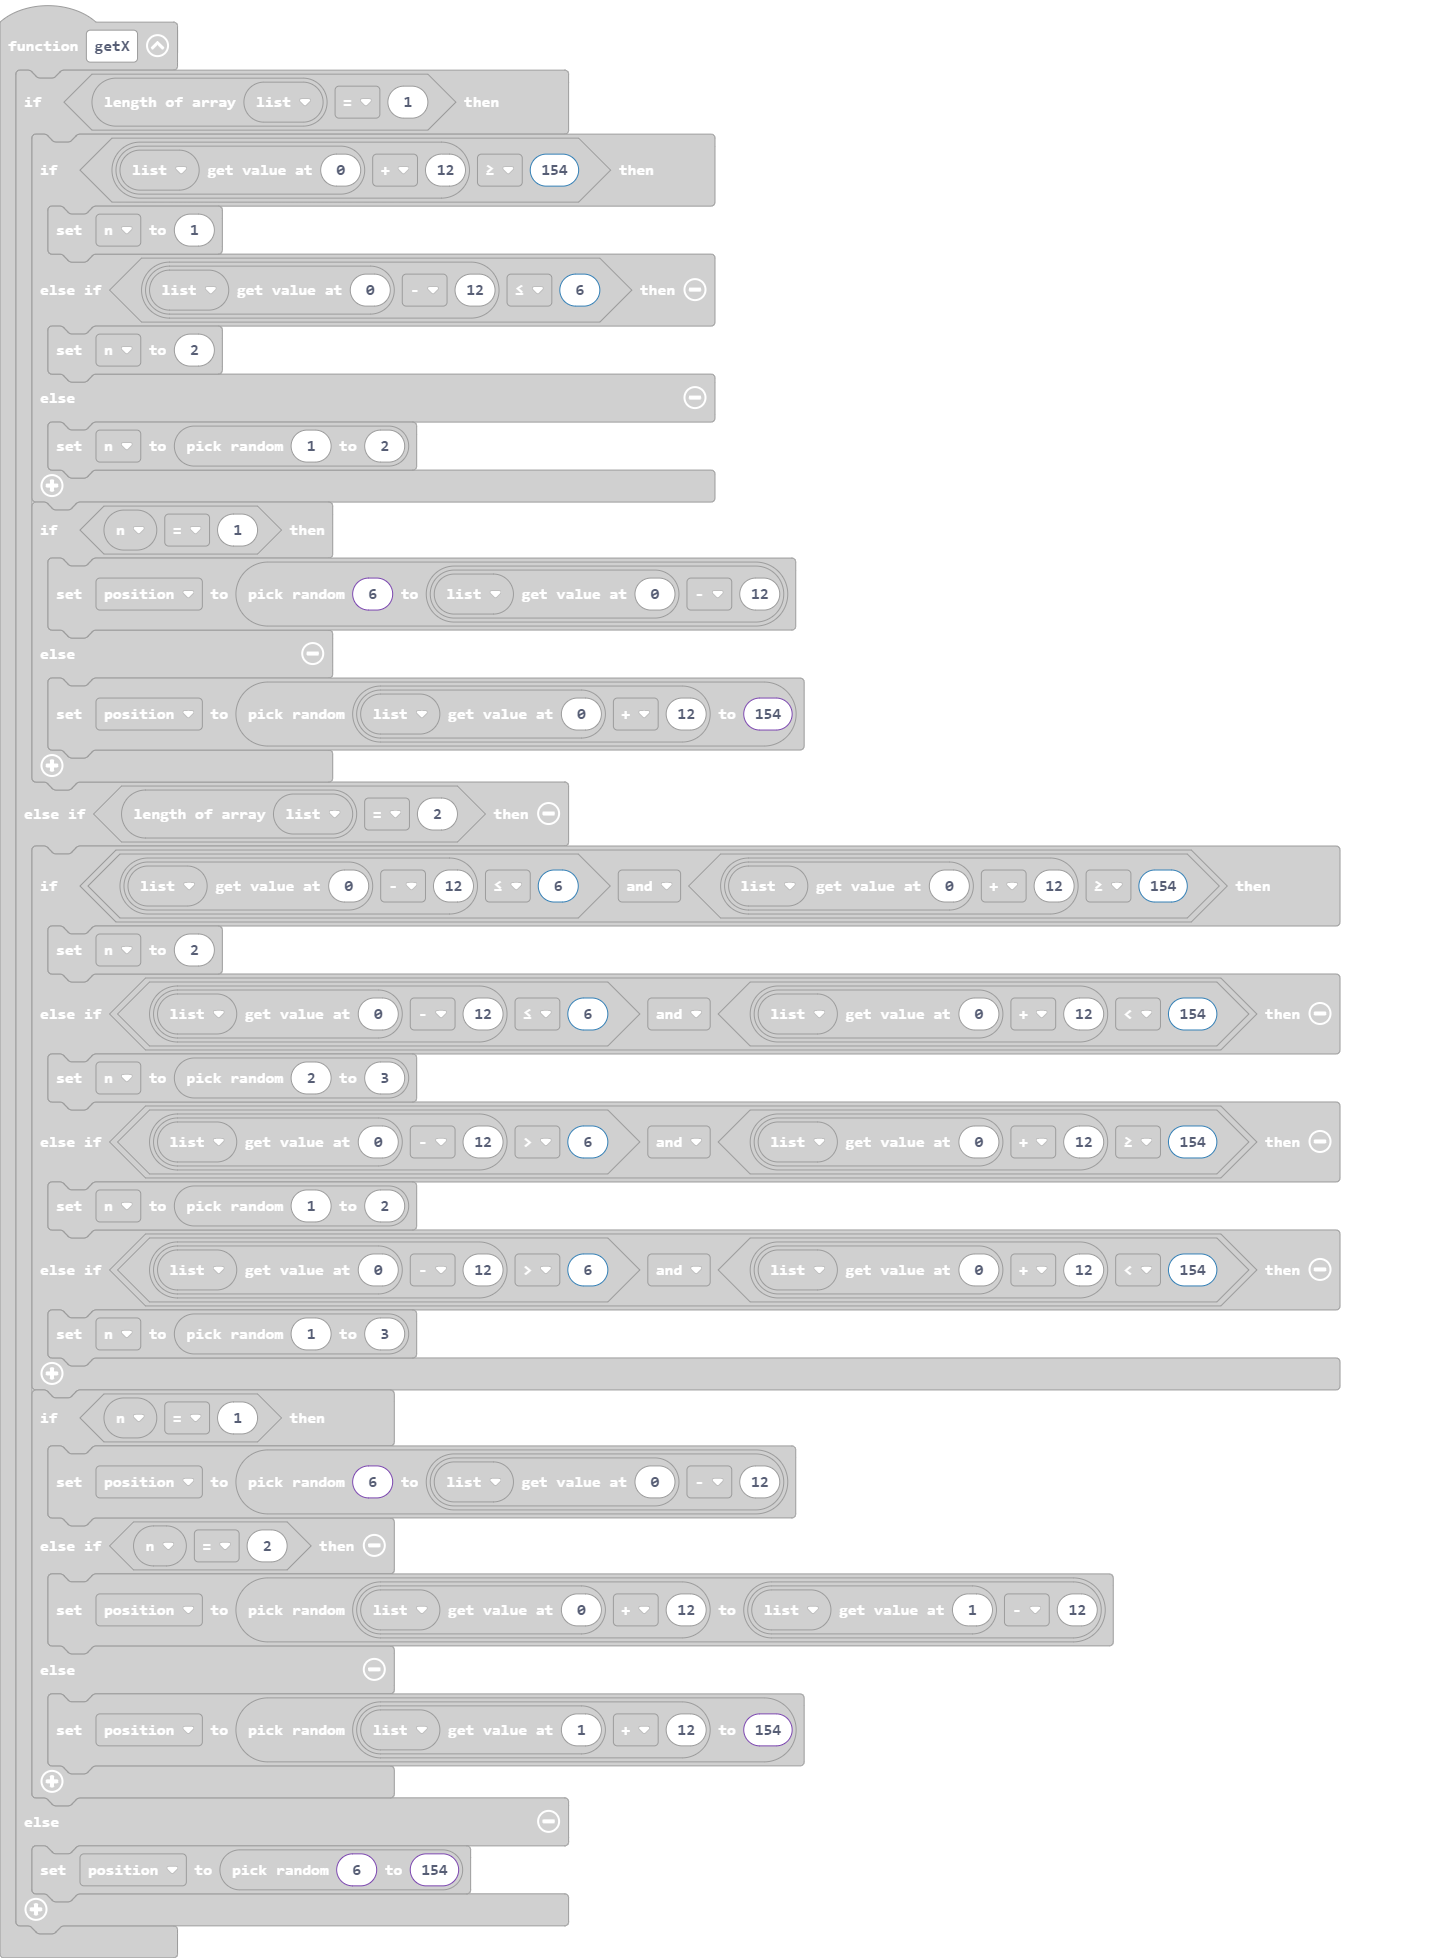 function getX
if length of array list = 1 then
if list get value at 0 + 12 ≥ 154 then
set n to 1
else if list get value at 0 - 12 ≤ 6 then
set n to 2
else
set n to pick random 1 to 2
if n = 1 then
set position to pick random 6 to list get value at 0 - 12
else
set position to pick random list get value at 0 + 12 to 154
else if length of array list = 2 then
if list get value at 0 - 12 ≤ 6 and list get value at 0 + 12 ≥ 154 then
set n to 2
else if list get value at 0 - 12 ≤ 6 and list get value at 0 + 12 < 154 then
set n to pick random 2 to 3
else if list get value at 0 - 12 > 6 and list get value at 0 + 12 ≥ 154 then
set n to pick random 1 to 2
else if list get value at 0 - 12 > 6 and list get value at 0 + 12 < 154 then
set n to pick random 1 to 3
if n = 1 then
set position to pick random 6 to list get value at 0 - 12
else if n = 2 then
set position to pick random list get value at 0 + 12 to list get value at 1 - 12
else
set position to pick random list get value at 1 + 12 to 154
else
set position to pick random 6 to 154